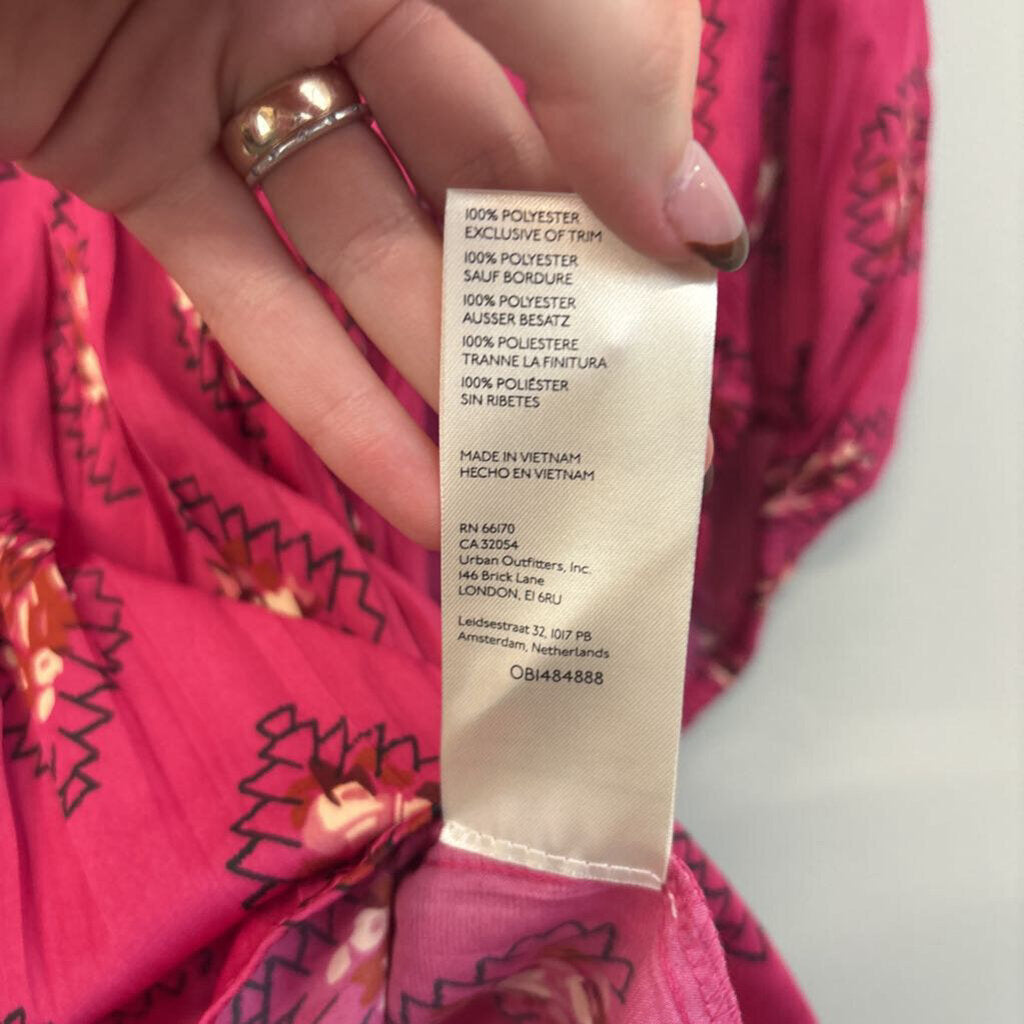 100% POLYESTER
EXCLUSIVE OF TRIM
100% POLYESTER
SAUF BORDURE
100% POLYESTER
AUSSER BESATZ
100% POLIESTERE
TRANNE LA FINITURA
100% POLIÉSTER
SIN RIBETES
MADE IN VIETNAM
HECHO EN VIETNAM
RN 66170
CA 32054
Urban Outfitters, Inc.
146 Brick Lane
LONDON, E1 6RU
Leidsestraat 32, 1017 PB
Amsterdam, Netherlands
OB1484888